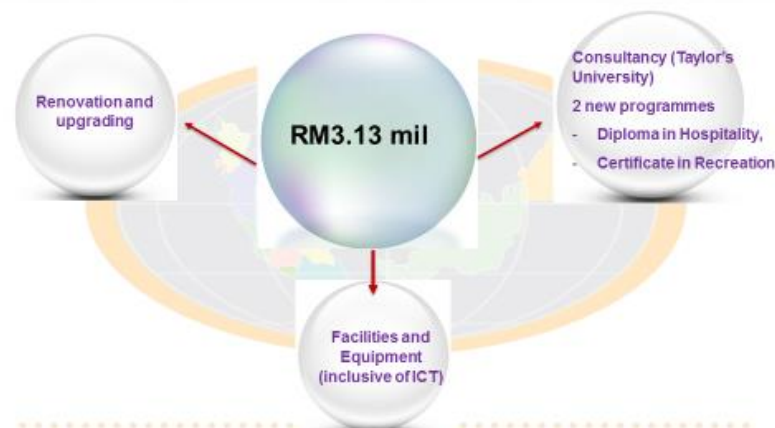 Renovation and
upgrading
RM3.13 mil
Consultancy (Taylor's
University)
2 new programmes
- Diploma in Hospitality,
- Certificate in Recreation
Facilities and
Equipment
(inclusive of ICT)